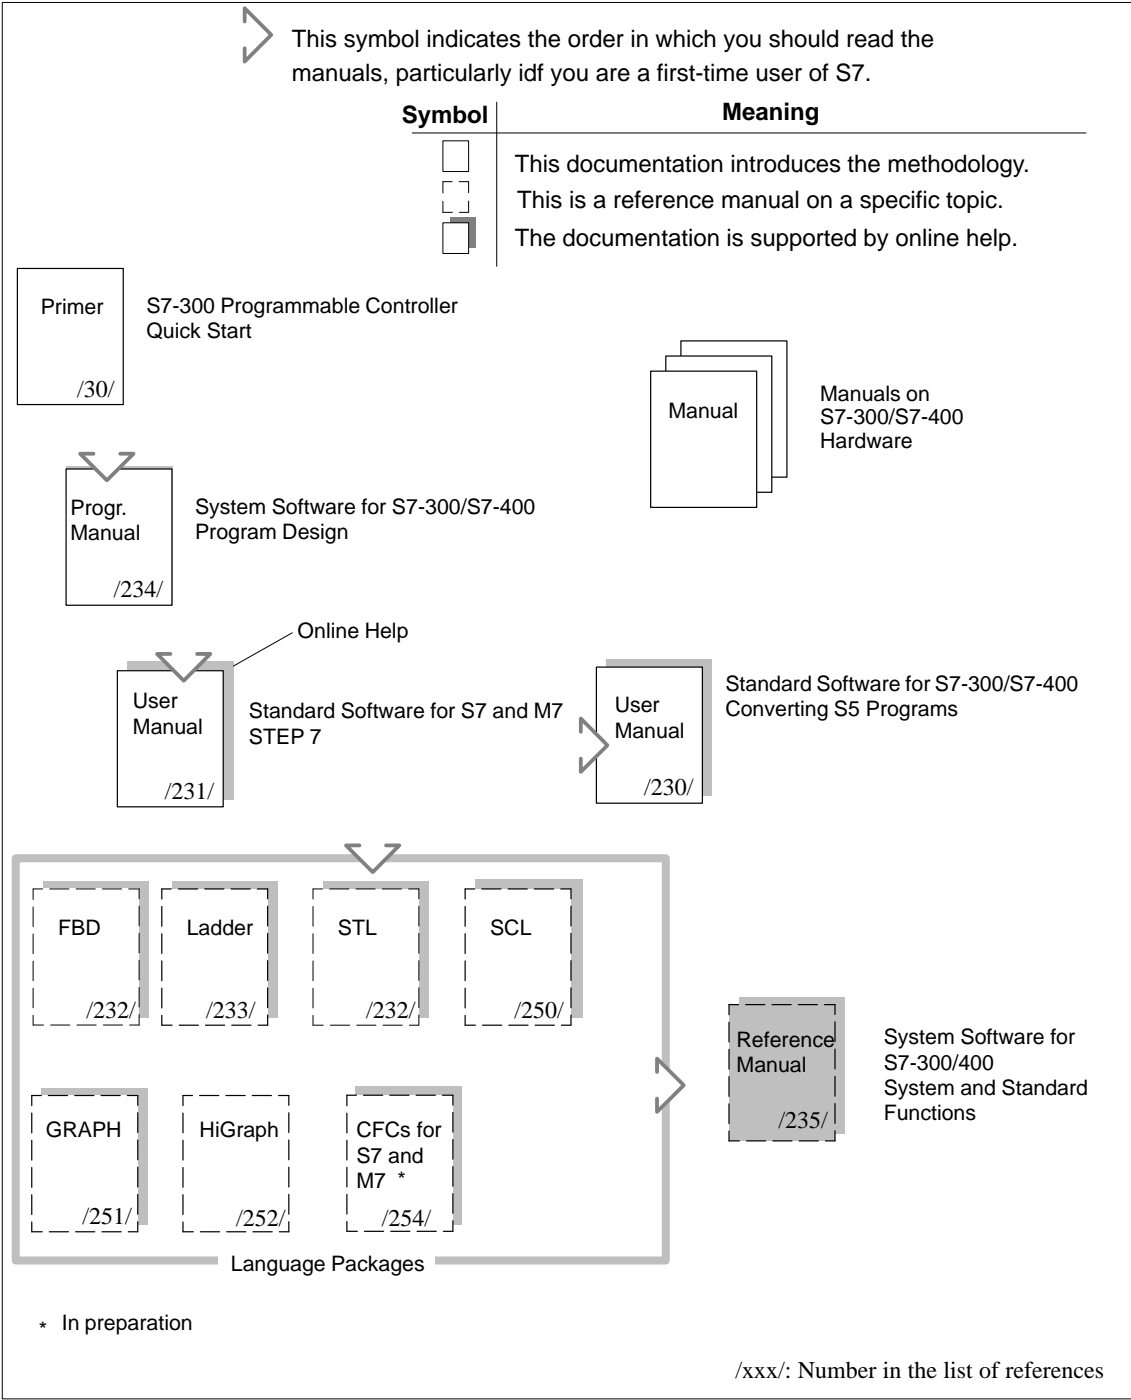 This symbol indicates the order in which you should read the
manuals, particularly idf you are a first-time user of S7.
Symbol Meaning
This documentation introduces the methodology.
This is a reference manual on a specific topic.
The documentation is supported by online help.
Primer
/30/
S7-300 Programmable Controller
Quick Start
Manual
Manuals on
S7-300/S7-400
Hardware
Progr.
Manual
/234/
System Software for S7-300/S7-400
Program Design
Online Help
User
Manual
/231/
Standard Software for S7 and M7
STEP 7
User
Manual
/230/
Standard Software for S7-300/S7-400
Converting S5 Programs
FBD
/232/
Ladder
/233/
STL
/232/
SCL
/250/
GRAPH
/251/
HiGraph
/252/
CFCs for
S7 and
M7 *
/254/
Language Packages
Reference
Manual
/235/
System Software for
S7-300/400
System and Standard
Functions
* In preparation
/xxx/: Number in the list of references